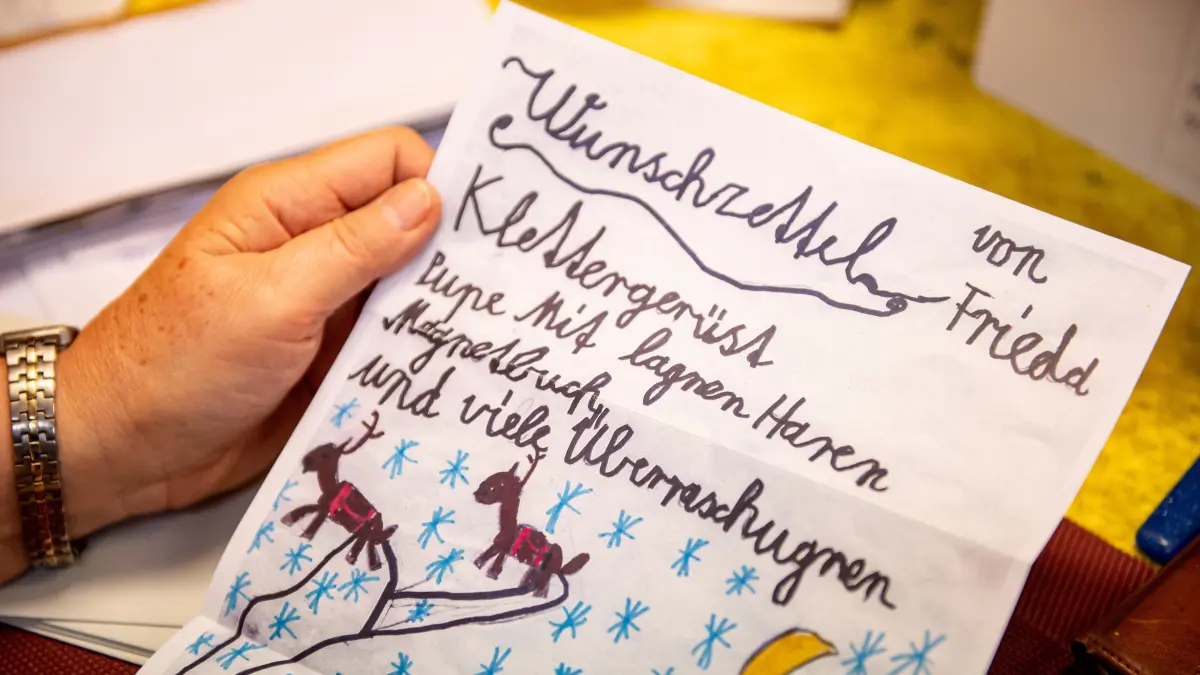 Wunschzettel
von
Frieda
Klettergerüst
Pupe Mit lagnen Haren
Magnetbuch,
und viele Überraschugnen